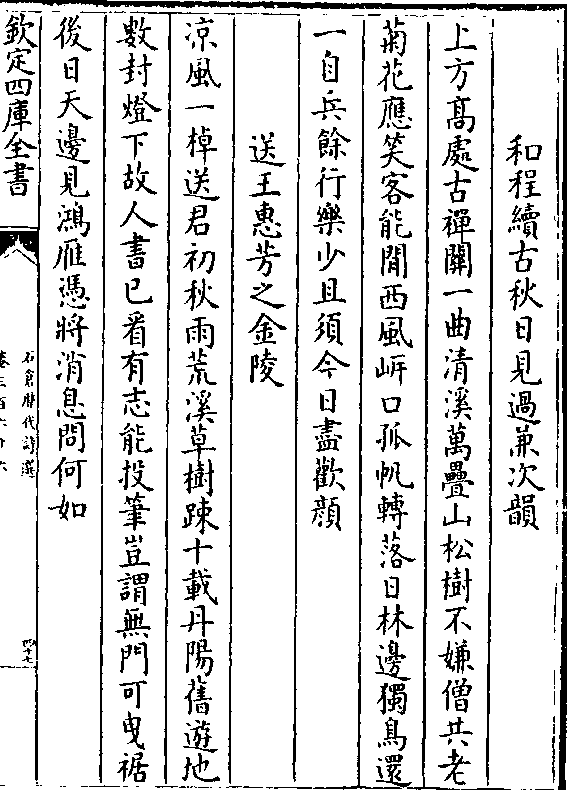 和程續古秋日見過兼次韻
上方髙處古禪關一曲清溪萬疊山松樹不嫌僧共老
菊花應笑客能閒西風㟁口孤帆轉落日林邊獨鳥還
一自兵餘行樂少且須今日盡歡顔
送王惠芳之金陵
凉風一棹送君初秋雨荒溪草樹踈十載丹陽舊遊地
數封燈下故人書已看有志能投筆豈謂無門可曵裾
後日天邊見鴻雁憑將消息問何如
欽定四庫全書
石倉歴代詩選
卷三百六十六
四十七